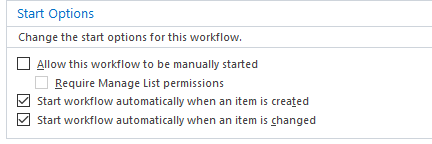 Start Options
Change the start options for this workflow.
Allow this workflow to be manually started
Require Manage List permissions
Start workflow automatically when an item is created
Start workflow automatically when an item is changed